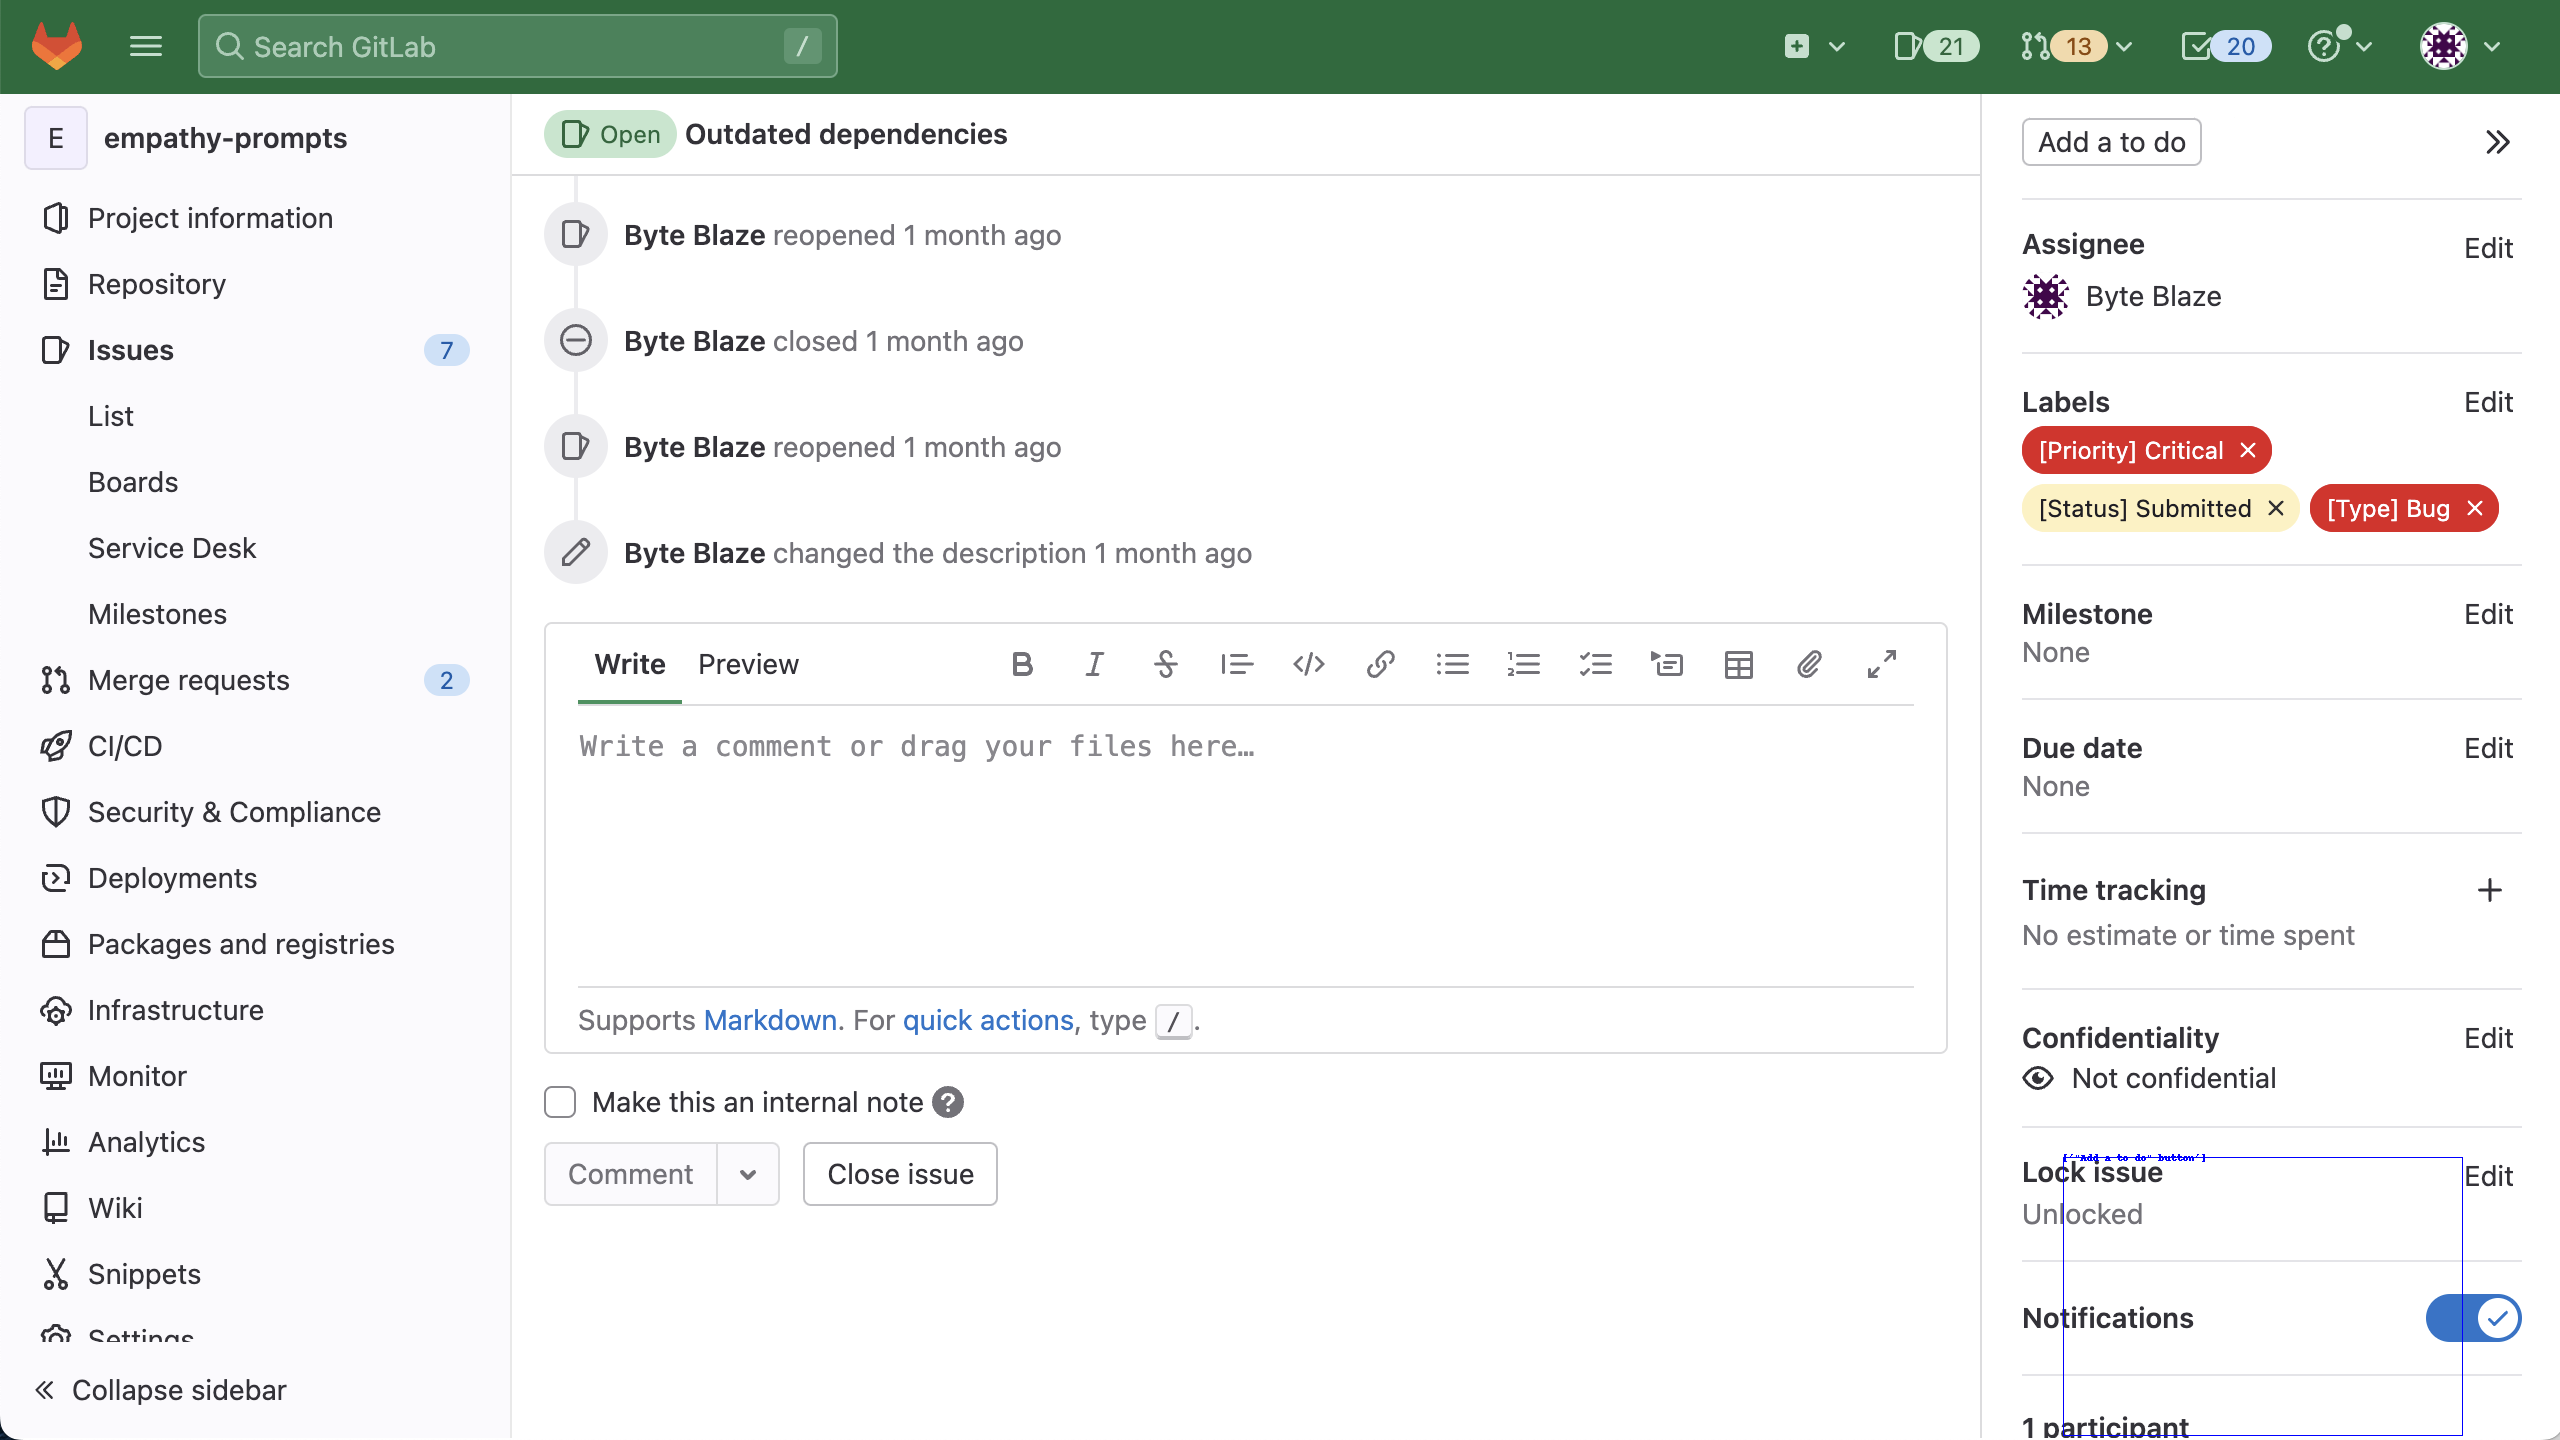 Search GitLab
/
21
13
20
E
empathy-prompts
Project information
Repository
Issues
7
List
Boards
Service Desk
Milestones
Merge requests
2
CI/CD
Security & Compliance
Deployments
Packages and registries
Infrastructure
Monitor
Analytics
Wiki
Snippets
Settings
Collapse sidebar
Open
Outdated dependencies
Byte Blaze reopened 1 month ago
Byte Blaze closed 1 month ago
Byte Blaze reopened 1 month ago
Byte Blaze changed the description 1 month ago
Write
Preview
Write a comment or drag your files here…
Supports Markdown. For quick actions, type /.
Make this an internal note
Comment
Close issue
Add a to do
Assignee
Edit
Byte Blaze
Labels
Edit
[Priority] Critical
[Status] Submitted
[Type] Bug
Milestone
Edit
None
Due date
Edit
None
Time tracking
No estimate or time spent
Confidentiality
Edit
Not confidential
['"Add a to do" button']
Lock issue
Edit
Unlocked
Notifications
1 participant